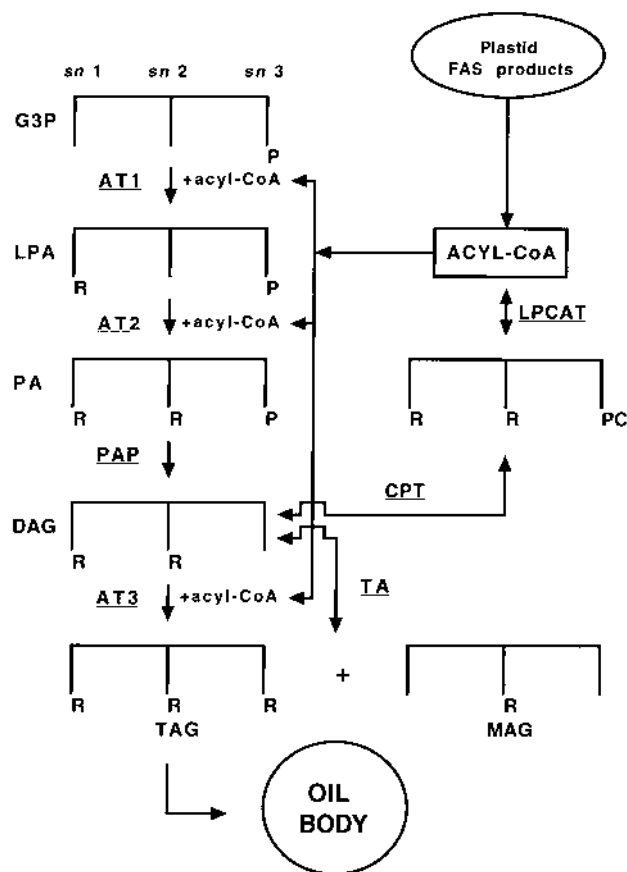 Plastid
FAS products
sn 1 sn 2 sn 3
G3P
P
AT1 +acyl-CoA
ACYL-CoA
LPA
R P
LPCAT
AT2 +acyl-CoA
PA
R R P
R R PC
PAP
CPT
DAG
R R
TA
AT3 +acyl-CoA
+
R R R
R
TAG
MAG
OIL
BODY